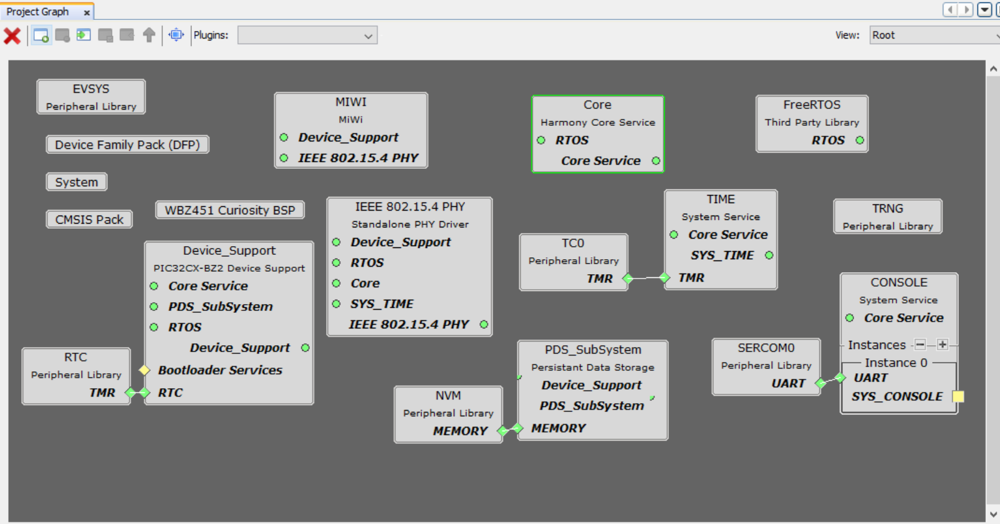 Project Graph x
Plugins:
View: Root
EVSYS
Peripheral Library
Device Family Pack (DFP)
System
CMSIS Pack
WBZ451 Curiosity BSP
MIWI
MiWi
Device_Support
IEEE 802.15.4 PHY
Core
Harmony Core Service
RTOS
Core Service
FreeRTOS
Third Party Library
RTOS
IEEE 802.15.4 PHY
Standalone PHY Driver
Device_Support
RTOS
Core
SYS_TIME
IEEE 802.15.4 PHY
TIME
System Service
Core Service
SYS_TIME
TMR
TC0
Peripheral Library
TMR
TRNG
Peripheral Library
Device_Support
PIC32CX-BZ2 Device Support
Core Service
PDS_SubSystem
RTOS
Device_Support
Bootloader Services
RTC
RTC
Peripheral Library
TMR
CONSOLE
System Service
Core Service
Instances
Instance 0
UART
SYS_CONSOLE
SERCOM0
Peripheral Library
UART
PDS_SubSystem
Persistant Data Storage
Device_Support
PDS_SubSystem
MEMORY
NVM
Peripheral Library
MEMORY